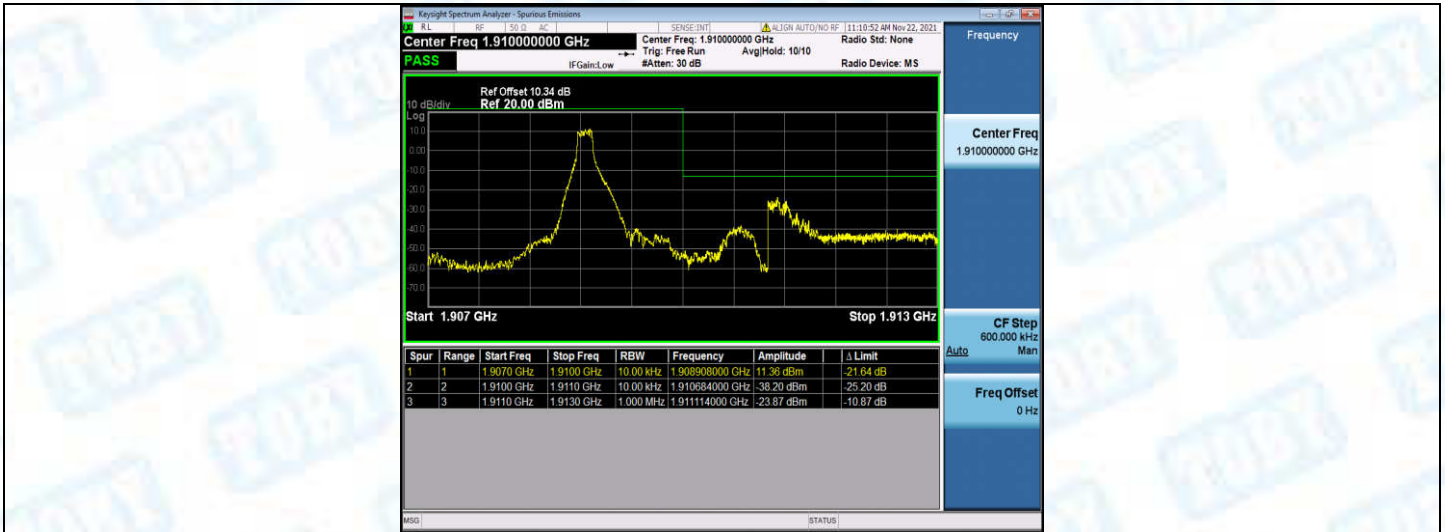 Keysight Spectrum Analyzer - Spurious Emissions
RL RF 50 Ω AC SENSE:INT ALIGN AUTO/NO RF 11:10:52 AM Nov 22, 2021
Center Freq 1.910000000 GHz
Center Freq: 1.910000000 GHz Radio Std: None
Trig: Free Run Avg|Hold: 10/10
PASS IFGain:Low #Atten: 30 dB Radio Device: MS
Frequency
Ref Offset 10.34 dB
10 dB/div Ref 20.00 dBm
Log
10.0
0.00
-10.0
-20.0
-30.0
-40.0
-50.0
-60.0
-70.0
Start 1.907 GHz Stop 1.913 GHz
Center Freq
1.910000000 GHz
CF Step
600.000 kHz
Auto Man
Freq Offset
0 Hz
Spur Range Start Freq Stop Freq RBW Frequency Amplitude Δ Limit
1 1 1.9070 GHz 1.9100 GHz 10.00 kHz 1.908908000 GHz 11.36 dBm -21.64 dB
2 2 1.9100 GHz 1.9110 GHz 10.00 kHz 1.910684000 GHz -38.20 dBm -25.20 dB
3 3 1.9110 GHz 1.9130 GHz 1.000 MHz 1.911114000 GHz -23.87 dBm -10.87 dB
MSG STATUS